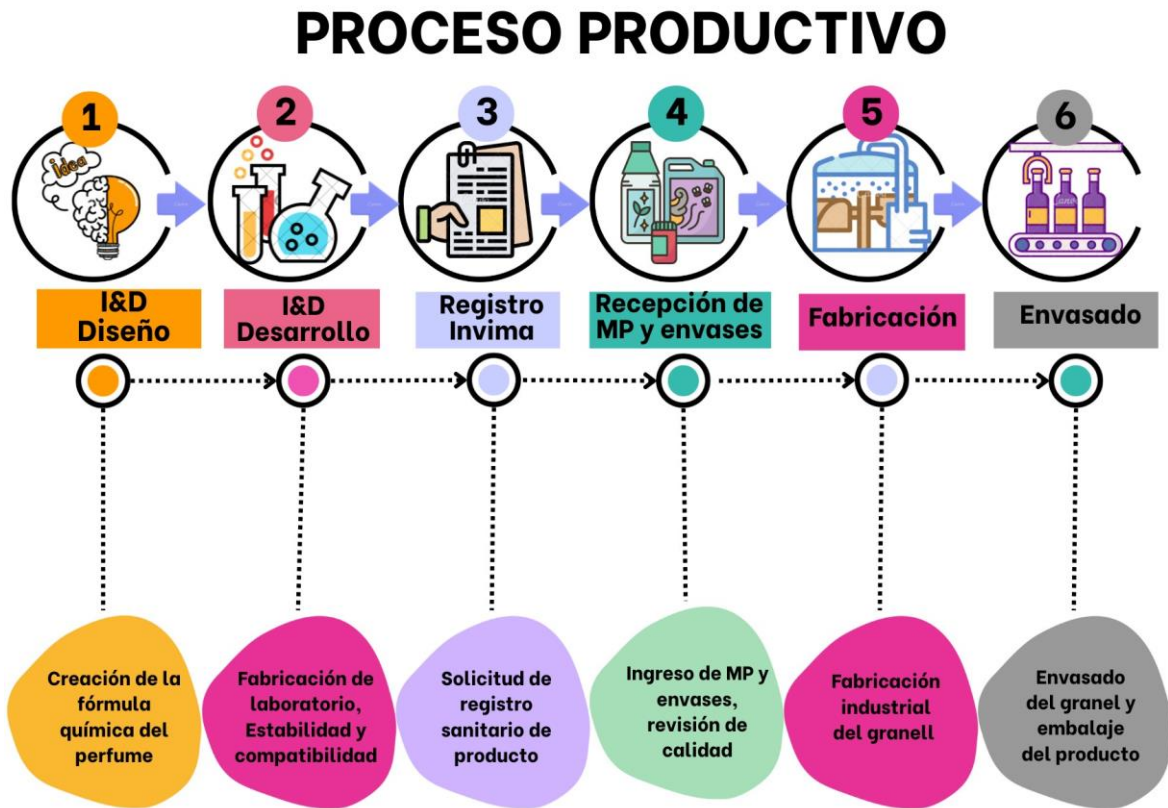 PROCESO PRODUCTIVO
1
2
3
4
5
6
idea
I&D
Diseño
I&D
Desarrollo
Registro
Invima
Recepción de
MP y envases
Fabricación
Envasado
Creación de la
fórmula
química del
perfume
Fabricación de
laboratorio,
Estabilidad y
compatibilidad
Solicitud de
registro
sanitario de
producto
Ingreso de MP y
envases,
revisión de
calidad
Fabricación
industrial
del granell
Envasado
del granel y
embalaje
del producto